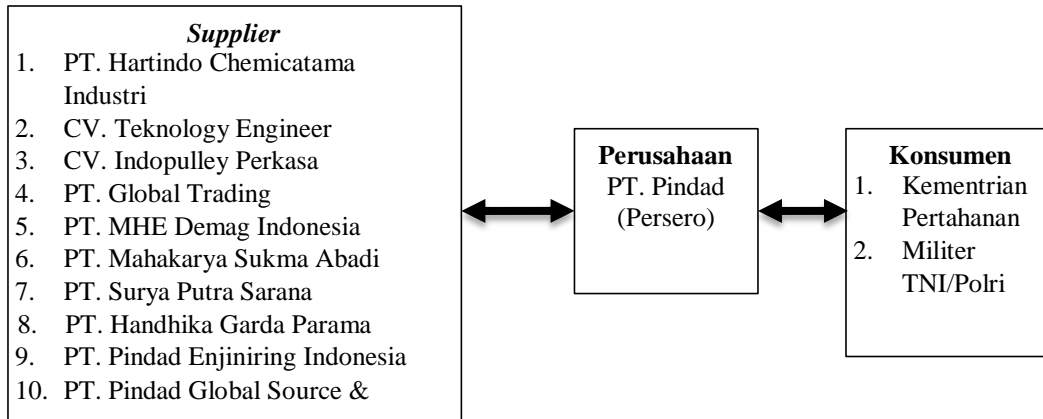 Supplier
1. PT. Hartindo Chemicatama
Industri
2. CV. Teknology Engineer
3. CV. Indopulley Perkasa
4. PT. Global Trading
5. PT. MHE Demag Indonesia
6. PT. Mahakarya Sukma Abadi
7. PT. Surya Putra Sarana
8. PT. Handhika Garda Parama
9. PT. Pindad Enjiniring Indonesia
10. PT. Pindad Global Source &
Perusahaan
PT. Pindad
(Persero)
Konsumen
1. Kementrian
Pertahanan
2. Militer
TNI/Polri